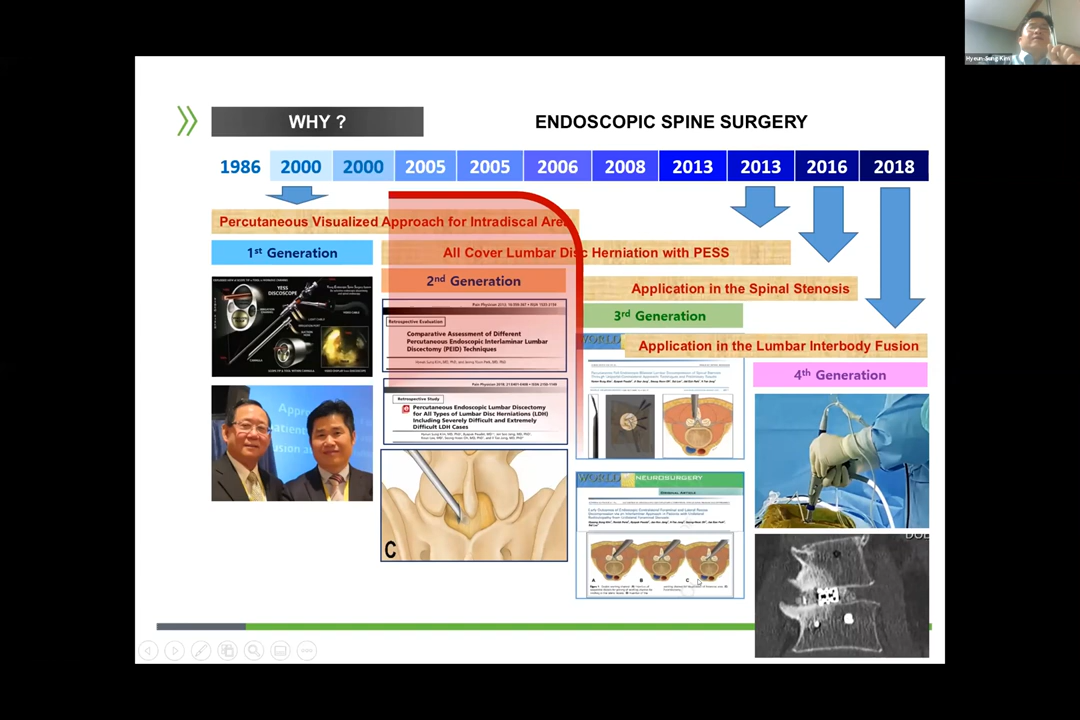 Hyeun Sung Kim
WHY ?
ENDOSCOPIC SPINE SURGERY
1986 2000 2000 2005 2005 2006 2008 2013 2013 2016 2018
Percutaneous Visualized Approach for Intradiscal Are
All Cover Lumbar Disc Herniation with PESS
1st Generation
2nd Generation
Application in the Spinal Stenosis
3rd Generation
Application in the Lumbar Interbody Fusion
4th Generation
YESS
DISCOSCOPE
Retrospective Evaluation
Comparative Assessment of Different
Percutaneous Endoscopic Interlaminar Lumbar
Discectomy (PEID) Techniques
Retrospective Study
Percutaneous Endoscopic Lumbar Discectomy
for All Types of Lumbar Disc Herniations (LDH)
Including Severely Difficult and Extremely
Difficult LDH Cases
C
WORLD
WORLD NEUROSURGERY
ORIGINAL ARTICLE
A B C